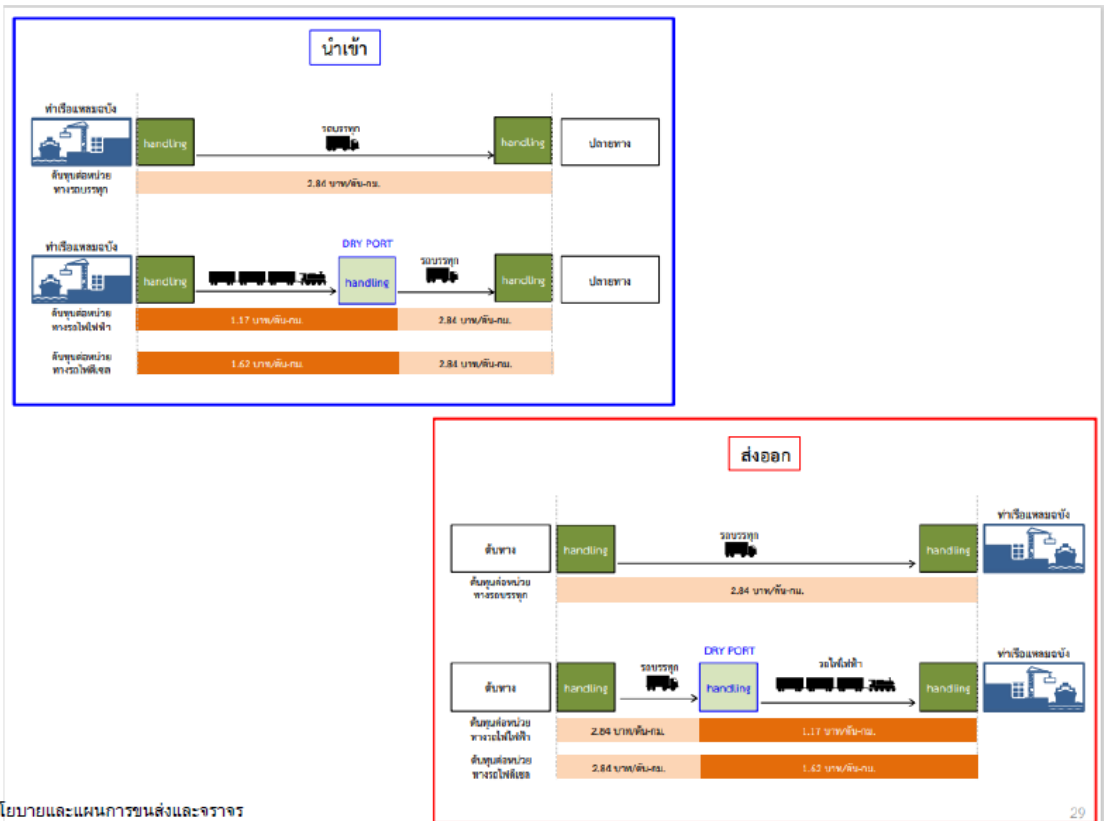 นำเข้า
ท่าเรือแหลมฉบัง
handling
รถบรรทุก
handling
ปลายทาง
ต้นทุนต่อหน่วย
ทางรถบรรทุก
2.84 บาท/ตัน-กม.
ท่าเรือแหลมฉบัง
DRY PORT
handling
handling
รถบรรทุก
handling
ปลายทาง
ต้นทุนต่อหน่วย
ทางรถไฟไฟฟ้า
1.17 บาท/ตัน-กม.
2.84 บาท/ตัน-กม.
ต้นทุนต่อหน่วย
ทางรถไฟดีเซล
1.62 บาท/ตัน-กม.
2.84 บาท/ตัน-กม.
ส่งออก
ท่าเรือแหลมฉบัง
ต้นทาง
handling
รถบรรทุก
handling
ต้นทุนต่อหน่วย
ทางรถบรรทุก
2.84 บาท/ตัน-กม.
DRY PORT
ท่าเรือแหลมฉบัง
ต้นทาง
handling
รถบรรทุก
handling
รถไฟไฟฟ้า
handling
ต้นทุนต่อหน่วย
ทางรถไฟไฟฟ้า
2.84 บาท/ตัน-กม.
1.17 บาท/ตัน-กม.
ต้นทุนต่อหน่วย
ทางรถไฟดีเซล
2.84 บาท/ตัน-กม.
1.62 บาท/ตัน-กม.
โยบายและแผนการขนส่งและจราจร
29